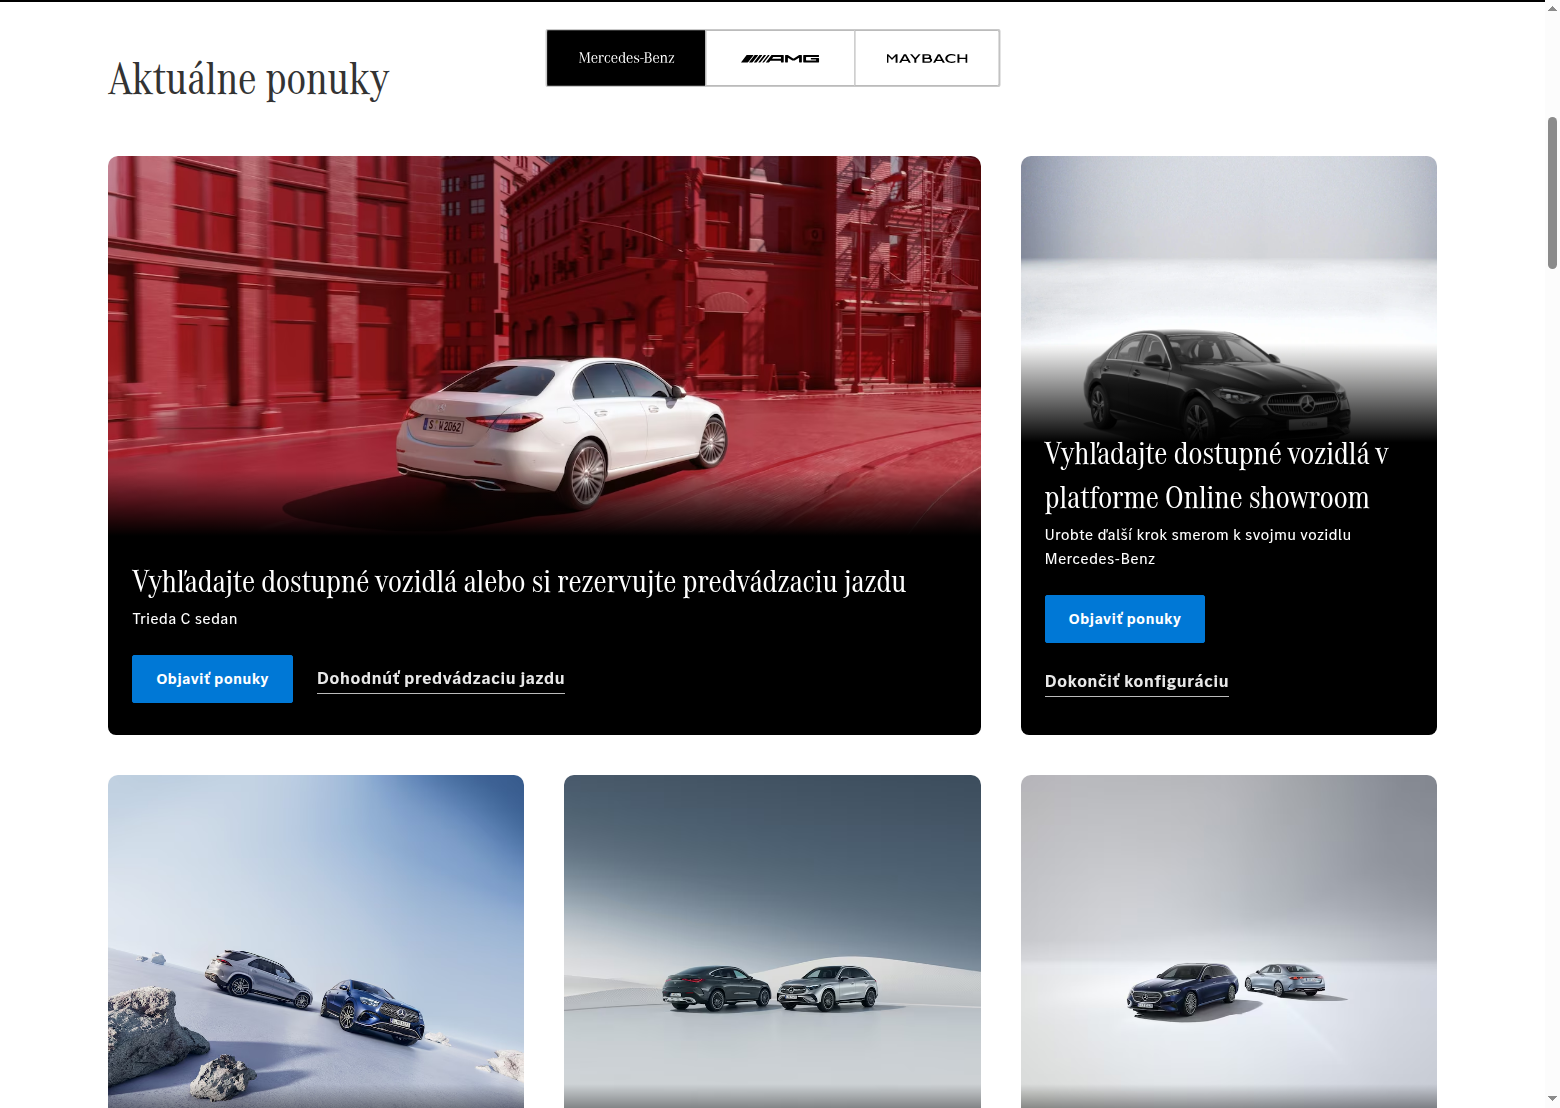 Aktuálne ponuky
Mercedes-Benz
AMG
MAYBACH
S W 2062
Vyhľadajte dostupné vozidlá alebo si rezervujte predvádzaciu jazdu
Trieda C sedan
Objaviť ponuky
Dohodnúť predvádzaciu jazdu
Vyhľadajte dostupné vozidlá v
platforme Online showroom
Urobte ďalší krok smerom k svojmu vozidlu
Mercedes-Benz
Objaviť ponuky
Dokončiť konfiguráciu